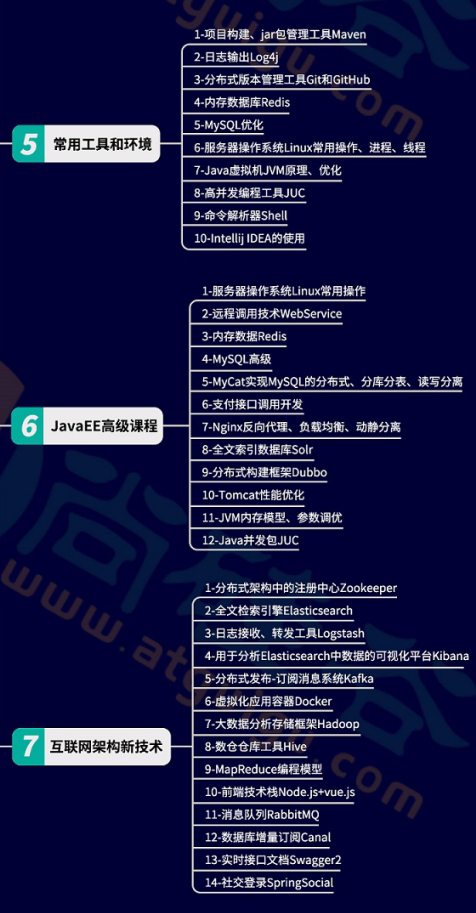 5 常用工具和环境
1-项目构建、jar包管理工具Maven
2-日志输出Log4j
3-分布式版本管理工具Git和GitHub
4-内存数据库Redis
5-MySQL优化
6-服务器操作系统Linux常用操作、进程、线程
7-Java虚拟机JVM原理、优化
8-高并发编程工具JUC
9-命令解析器Shell
10-Intellij IDEA的使用
6 JavaEE高级课程
1-服务器操作系统Linux常用操作
2-远程调用技术WebService
3-内存数据Redis
4-MySQL高级
5-MyCat实现MySQL的分布式、分库分表、读写分离
6-支付接口调用开发
7-Nginx反向代理、负载均衡、动静分离
8-全文索引数据库Solr
9-分布式构建框架Dubbo
10-Tomcat性能优化
11-JVM内存模型、参数调优
12-Java并发包JUC
7 互联网架构新技术
1-分布式架构中的注册中心Zookeeper
2-全文检索引擎Elasticsearch
3-日志接收、转发工具Logstash
4-用于分析Elasticsearch中数据的可视化平台Kibana
5-分布式发布-订阅消息系统Kafka
6-虚拟化应用容器Docker
7-大数据分析存储框架Hadoop
8-数仓仓库工具Hive
9-MapReduce编程模型
10-前端技术栈Node.js+vue.js
11-消息队列RabbitMQ
12-数据库增量订阅Canal
13-实时接口文档Swagger2
14-社交登录SpringSocial
www.atguigu.com